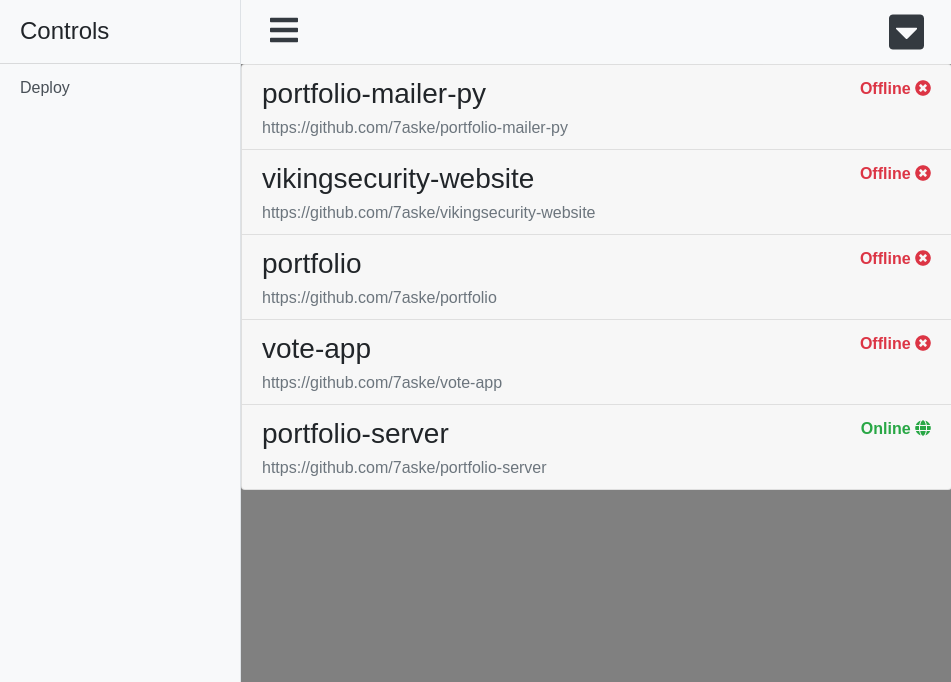 Controls
Deploy
portfolio-mailer-py
Offline
https://github.com/7aske/portfolio-mailer-py
vikingsecurity-website
Offline
https://github.com/7aske/vikingsecurity-website
portfolio
Offline
https://github.com/7aske/portfolio
vote-app
Offline
https://github.com/7aske/vote-app
portfolio-server
Online
https://github.com/7aske/portfolio-server